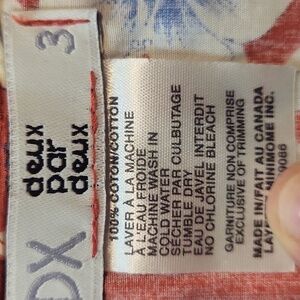 3
deux
par
deux
DX
100% COTON/COTTON
LAVER À LA MACHINE
À L'EAU FROIDE
MACHINE WASH IN
COLD WATER
SÉCHER PAR CULBUTAGE
TUMBLE DRY
EAU DE JAVEL INTERDIT
NO CHLORINE BLEACH
GARNITURE NON COMPRISE
EXCLUSIVE OF TRIMMING
MADE IN/FAIT AU CANADA
MINIMOME INC.